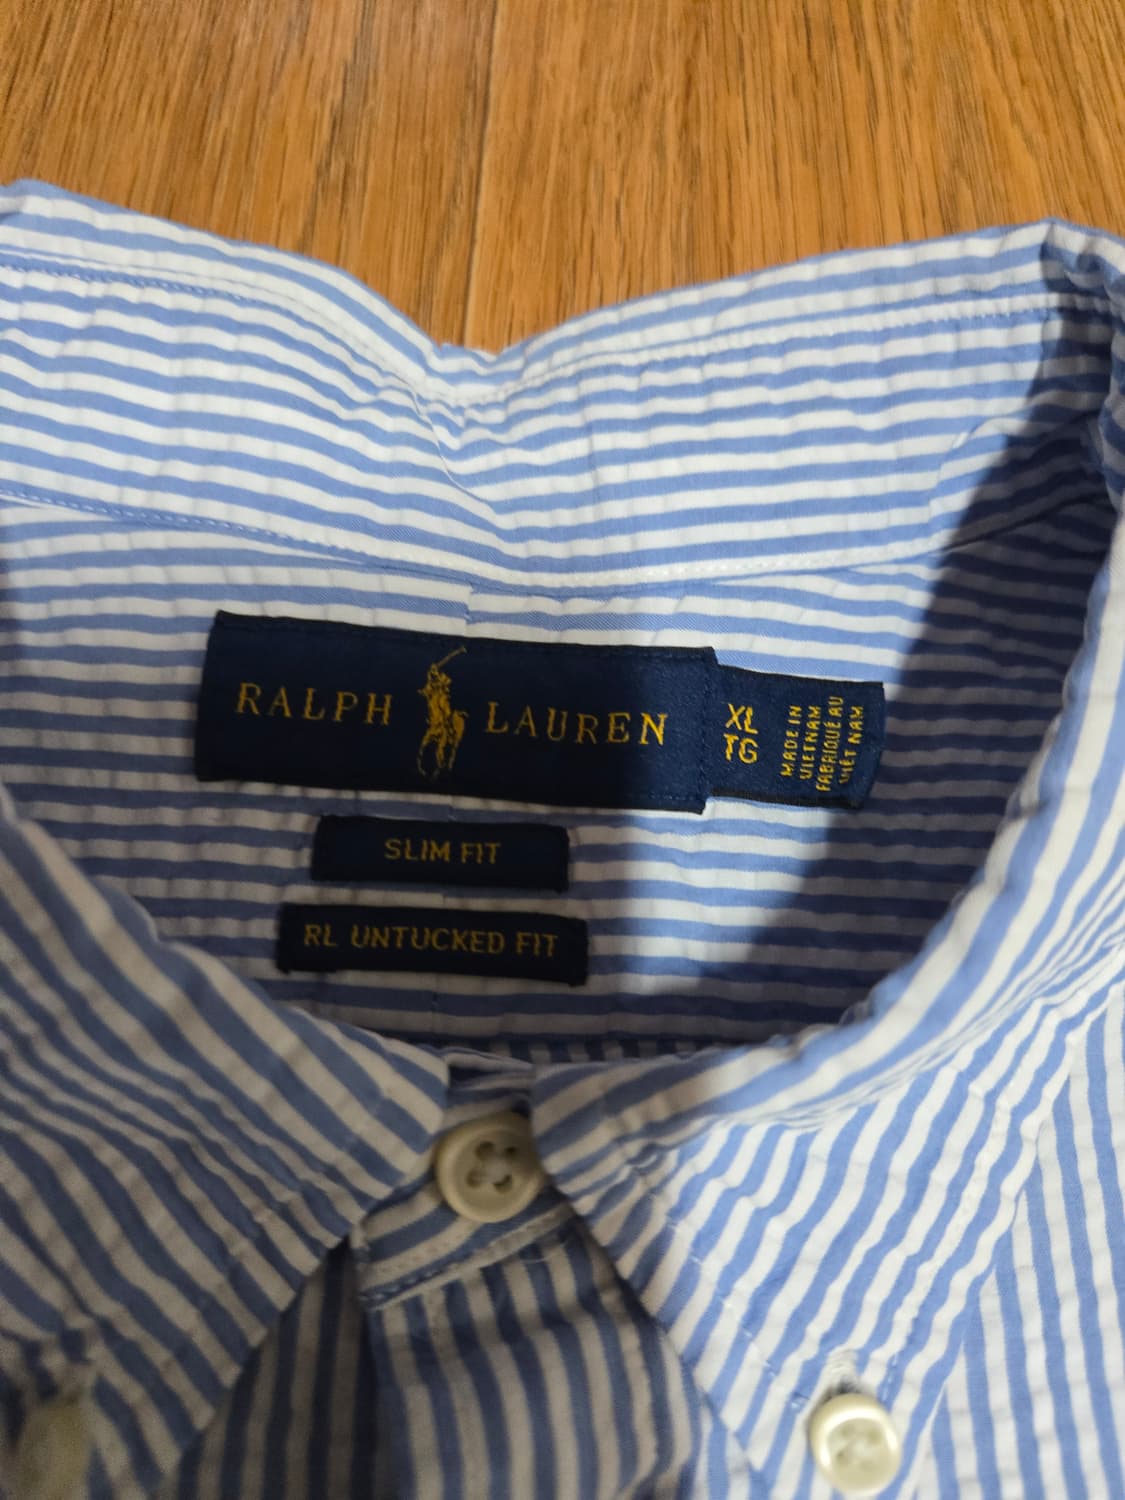 RALPH LAUREN
XL
TG
MADE IN
VIETNAM
FABRIQUÉ AU
VIÊT NAM
SLIM FIT
RL UNTUCKED FIT